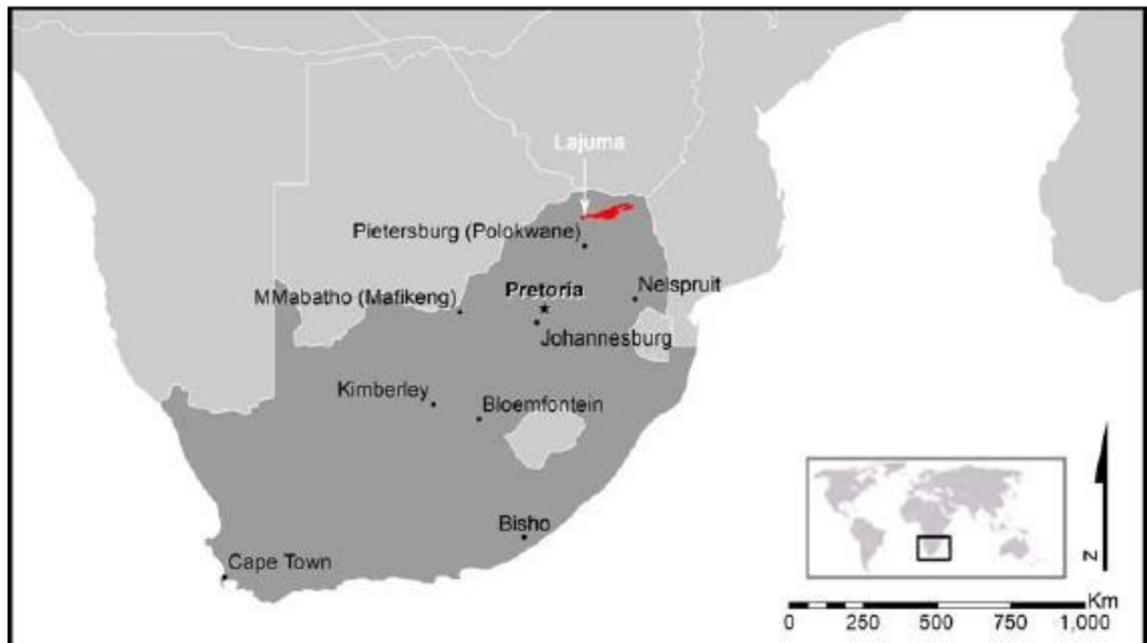 Lajuma
Pietersburg (Polokwane)
Pretoria
Nelspruit
MMabatho (Mafikeng)
Johannesburg
Kimberley
Bloemfontein
Bisho
Cape Town
N
Km
0 250 500 750 1,000